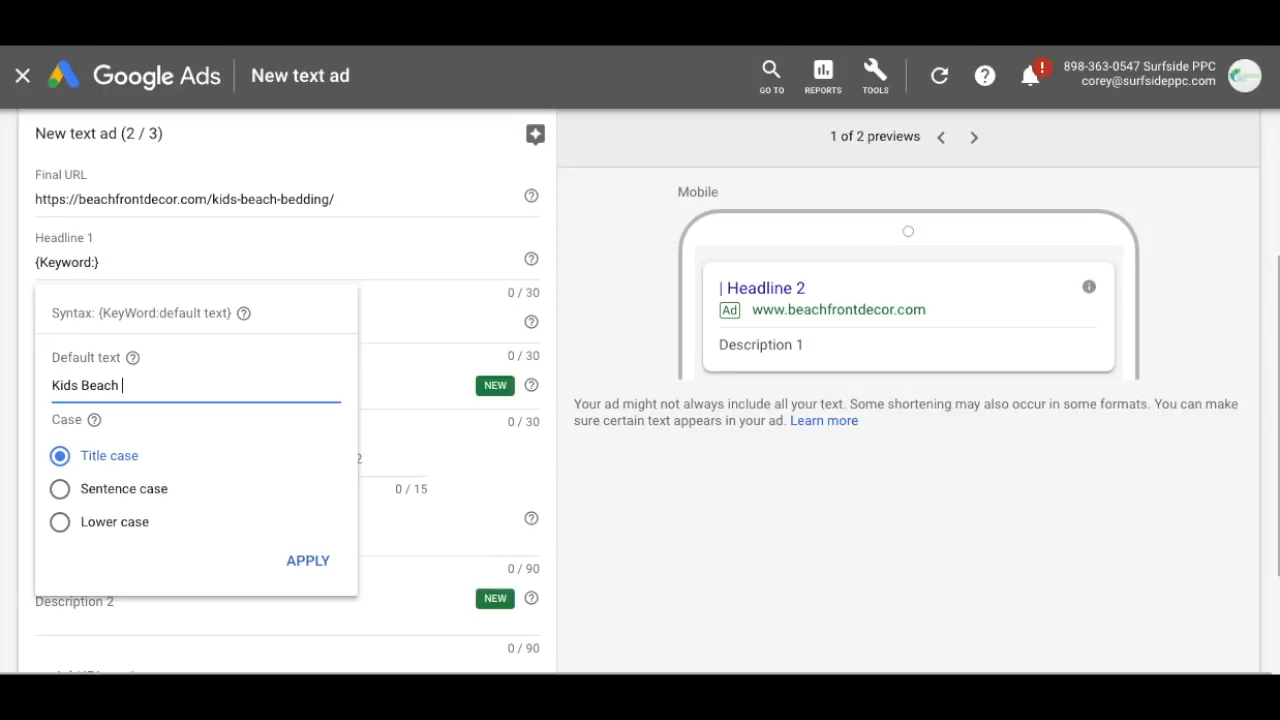 Google Ads
New text ad
GO TO
REPORTS
TOOLS
!
898-363-0547 Surfside PPC
corey@surfsideppc.com
New text ad (2 / 3)
Final URL
https://beachfrontdecor.com/kids-beach-bedding/
Headline 1
{Keyword:}
0 / 30
Syntax: {KeyWord:default text}
Default text
0 / 30
Kids Beach
NEW
Case
0 / 30
Title case
2
Sentence case
0 / 15
Lower case
APPLY
0 / 90
Description 2
NEW
0 / 90
1 of 2 previews
Mobile
| Headline 2
Ad www.beachfrontdecor.com
Description 1
Your ad might not always include all your text. Some shortening may also occur in some formats. You can make
sure certain text appears in your ad. Learn more